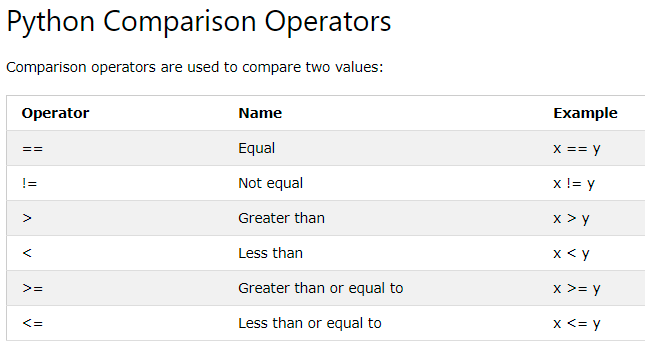 Python Comparison Operators
Comparison operators are used to compare two values:
Operator Name Example
== Equal x == y
!= Not equal x != y
> Greater than x > y
< Less than x < y
>= Greater than or equal to x >= y
<= Less than or equal to x <= y